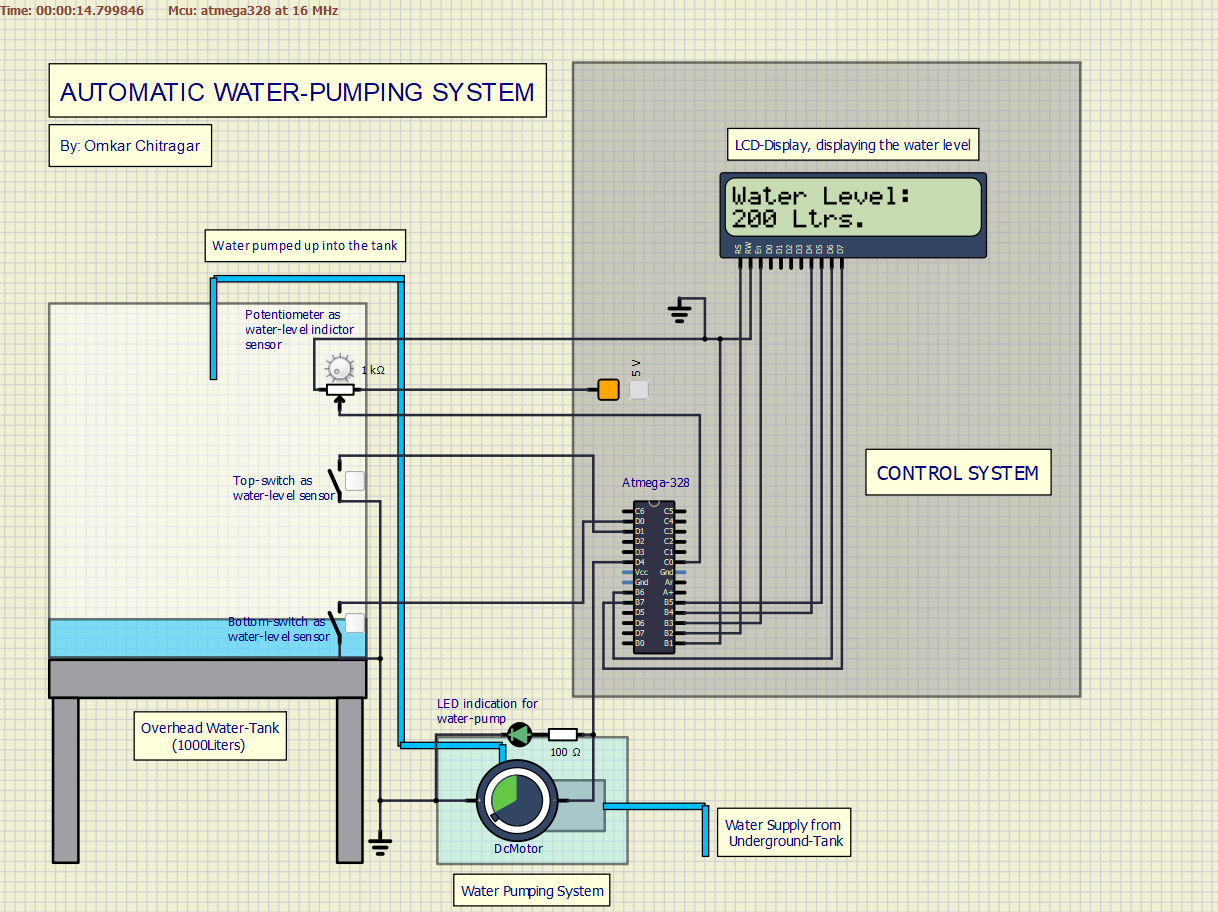 Time: 00:00:14.799846 Mcu: atmega328 at 16 MHz
AUTOMATIC WATER-PUMPING SYSTEM
By: Omkar Chitragar
LCD-Display, displaying the water level
Water Level:
200 Ltrs.
RS RW En D0 D1 D2 D3 D4 D5 D6 D7
Water pumped up into the tank
Potentiometer as
water-level indictor
sensor
1 kΩ
5 V
Top-switch as
water-level sensor
CONTROL SYSTEM
Atmega-328
C6 C5
D0 C4
D1 C3
D2 C2
D3 C1
D4 C0
Vcc Gnd
Gnd Ar
B6 A+
B7 B5
D5 B4
D6 B3
D7 B2
B0 B1
Bottom-switch as
water-level sensor
Overhead Water-Tank
(1000Liters)
LED indication for
water-pump
100 Ω
DcMotor
Water Supply from
Underground-Tank
Water Pumping System